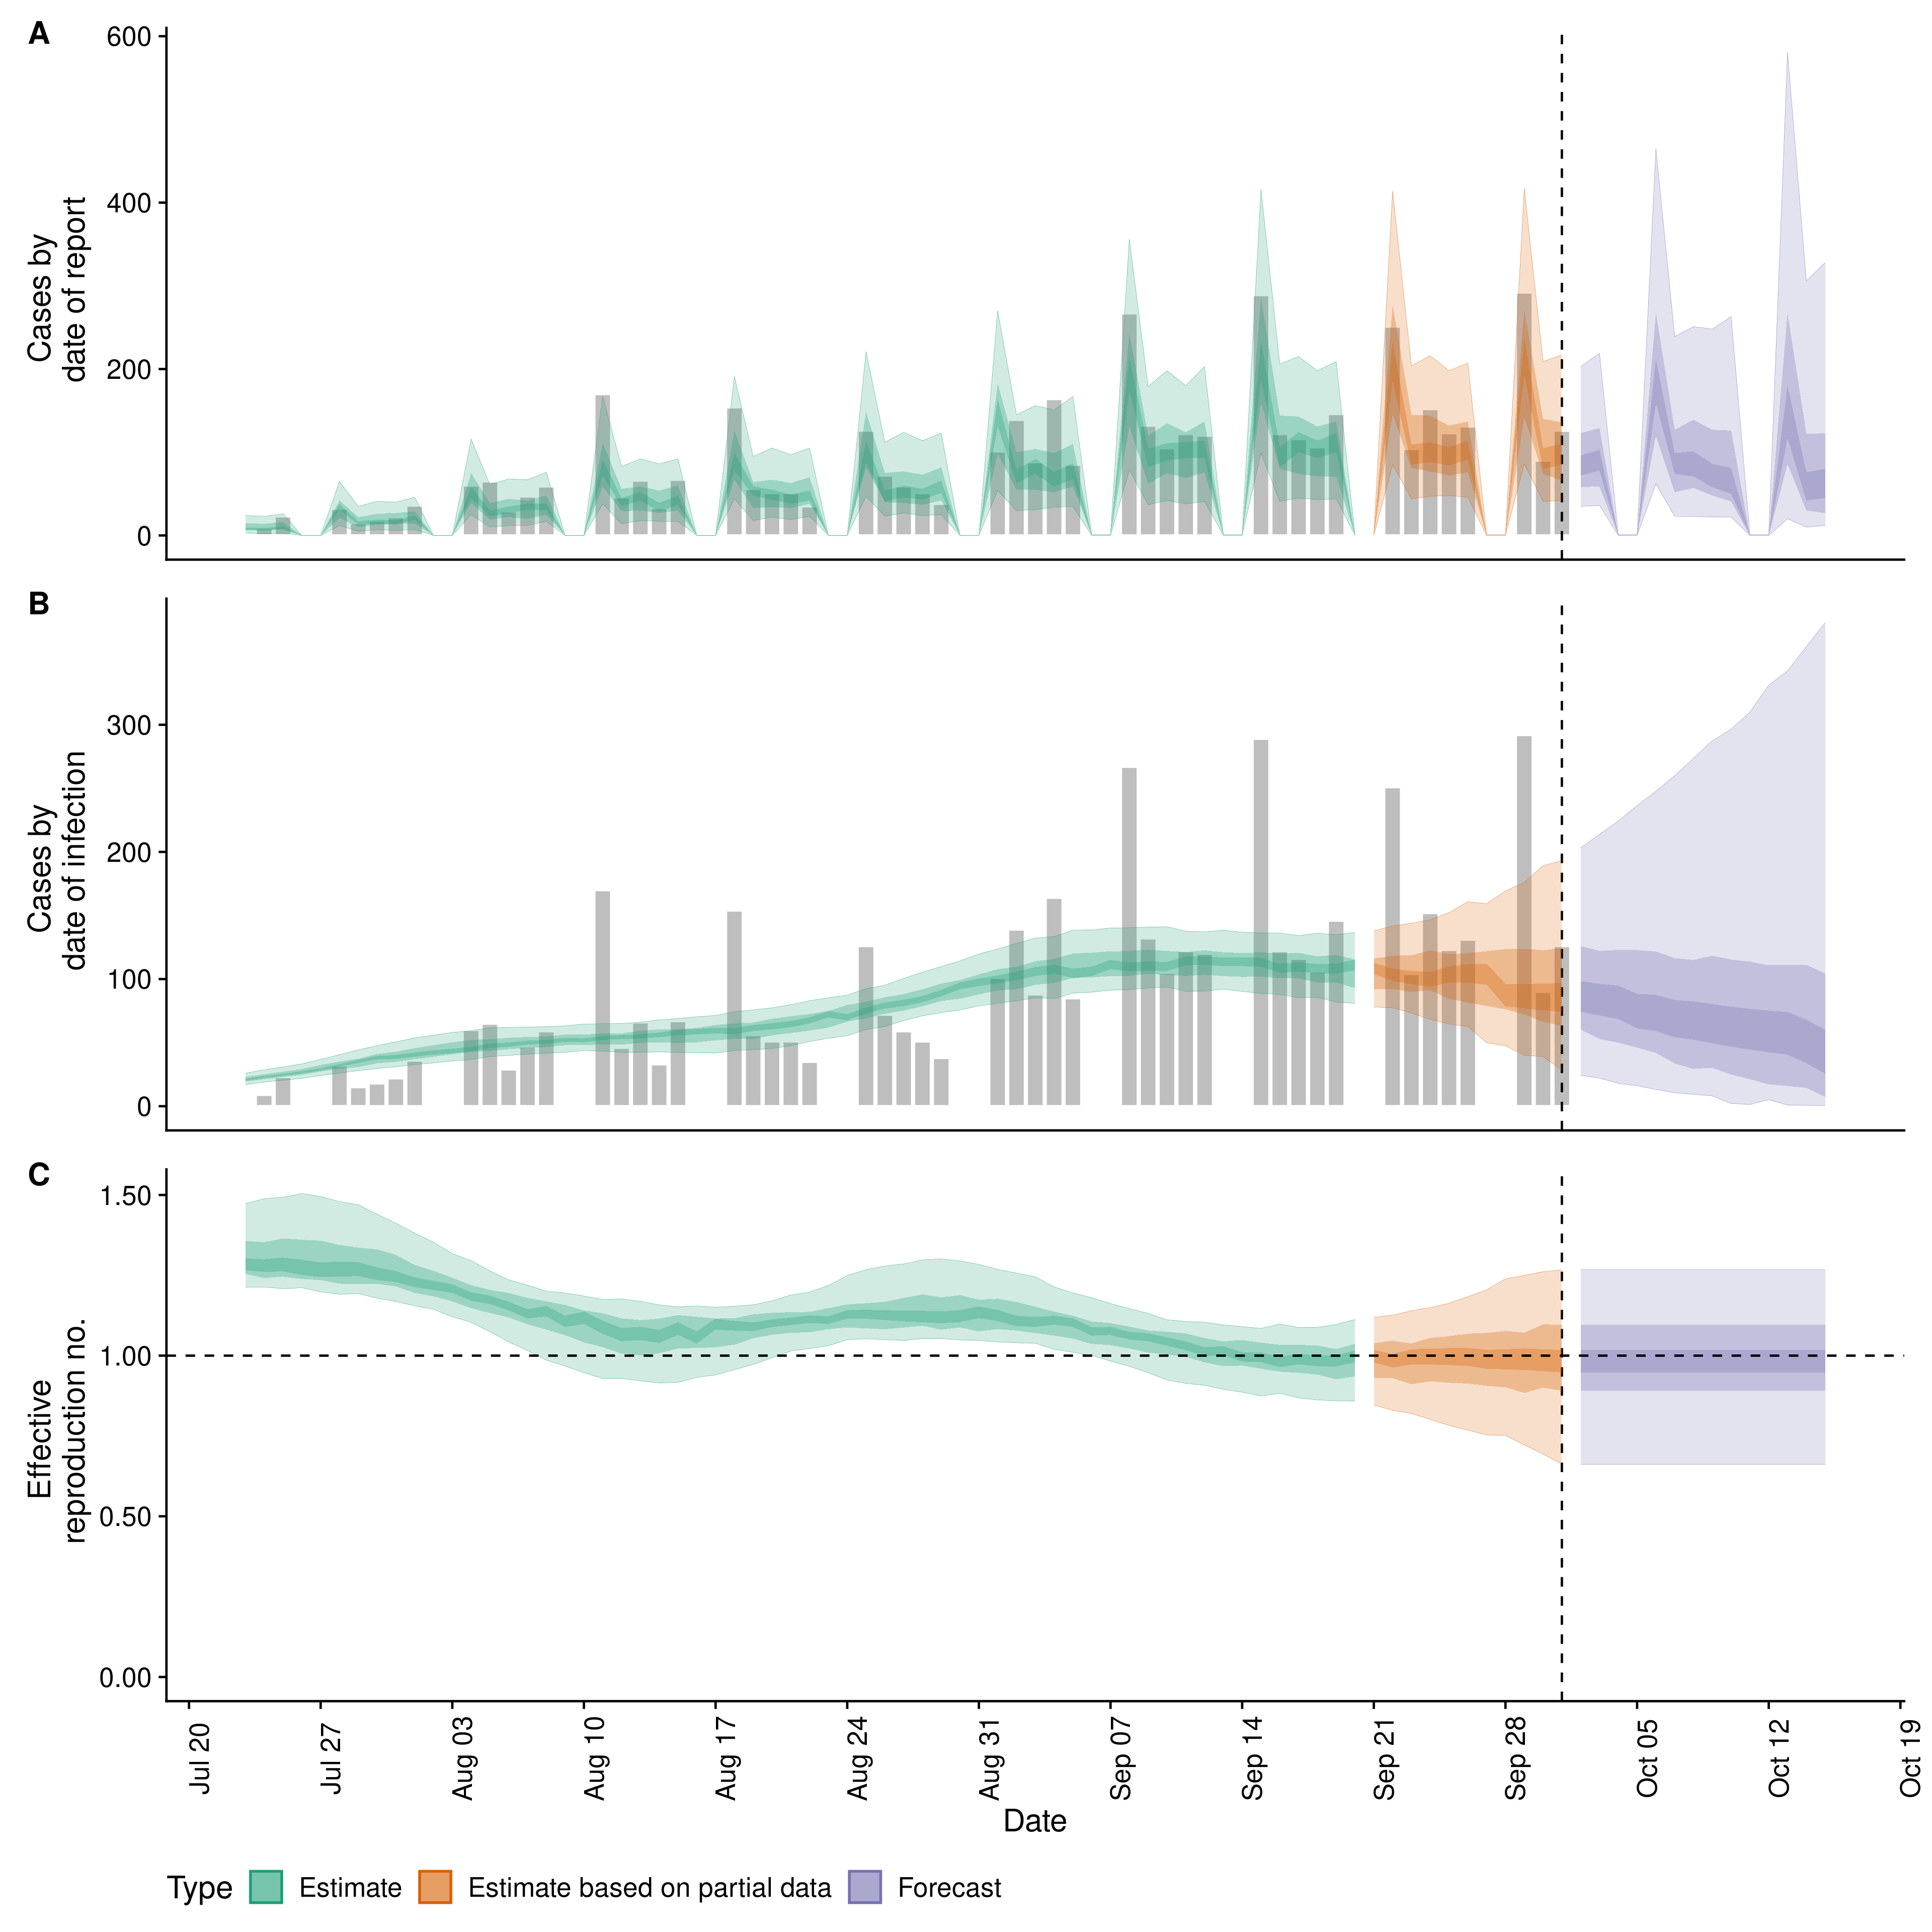 A
600
400
200
0
Cases by
date of report
B
300
200
100
0
Cases by
date of infection
C
1.50
1.00
0.50
0.00
Effective
reproduction no.
Jul 20
Jul 27
Aug 03
Aug 10
Aug 17
Aug 24
Aug 31
Sep 07
Sep 14
Sep 21
Sep 28
Oct 05
Oct 12
Oct 19
Date
Type Estimate Estimate based on partial data Forecast